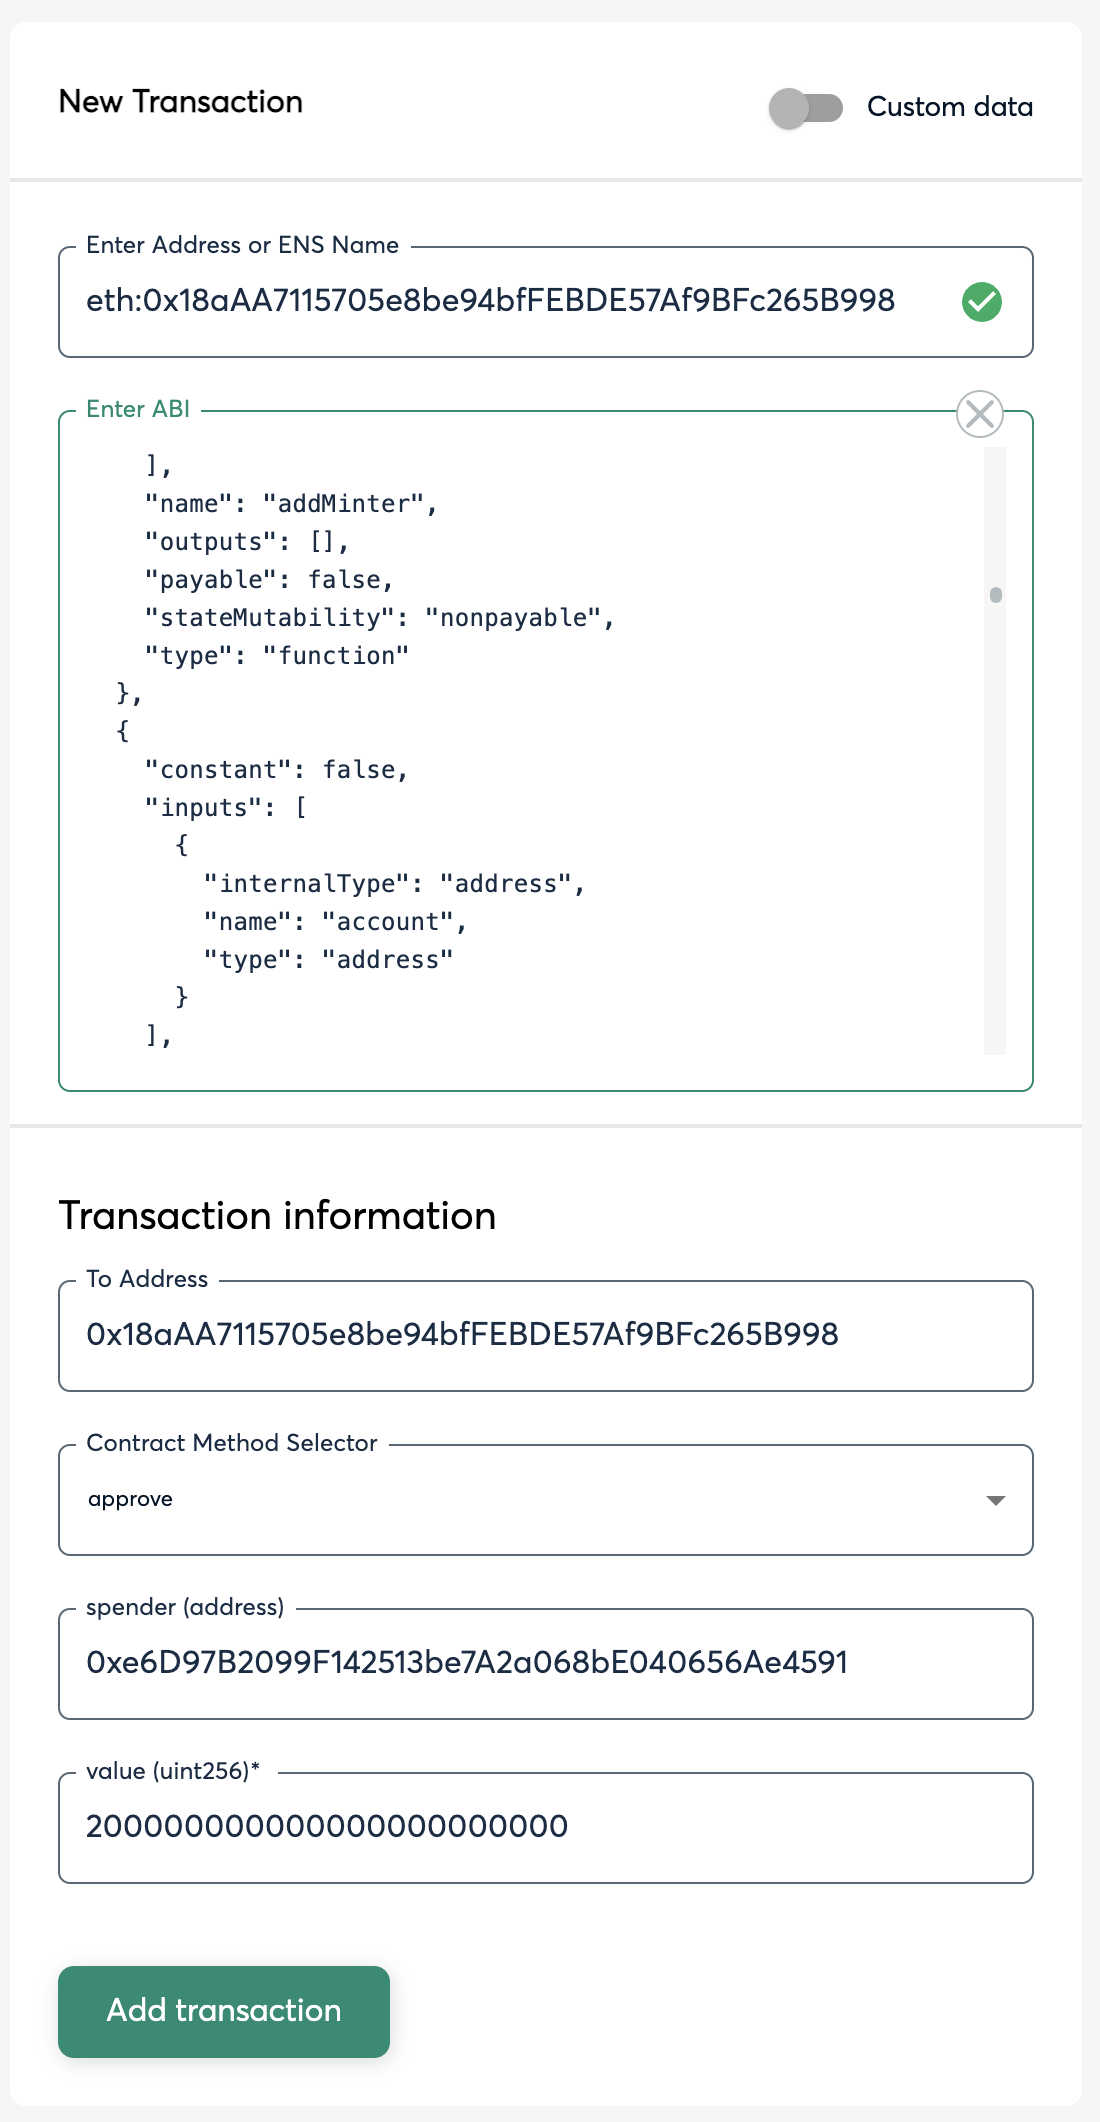 New Transaction
Custom data
Enter Address or ENS Name
eth:0x18aAA7115705e8be94bfFEBDE57Af9BFc265B998
Enter ABI
],
"name": "addMinter",
"outputs": [],
"payable": false,
"stateMutability": "nonpayable",
"type": "function"
},
{
"constant": false,
"inputs": [
{
"internalType": "address",
"name": "account",
"type": "address"
}
],
Transaction information
To Address
0x18aAA7115705e8be94bfFEBDE57Af9BFc265B998
Contract Method Selector
approve
spender (address)
0xe6D97B2099F142513be7A2a068bE040656Ae4591
value (uint256)*
2000000000000000000000000
Add transaction